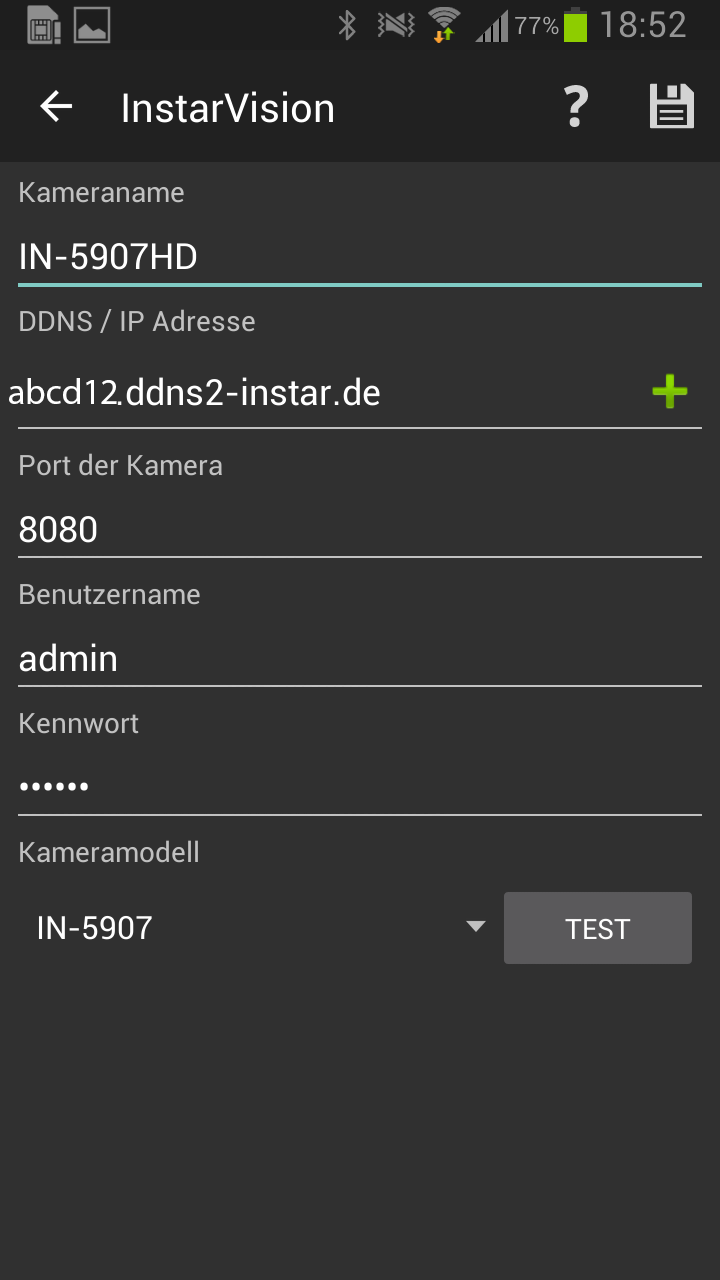 77% 18:52
InstarVision ?
Kameraname
IN-5907HD
DDNS / IP Adresse
abcd12.ddns2-instar.de
Port der Kamera
8080
Benutzername
admin
Kennwort
••••••
Kameramodell
IN-5907 TEST